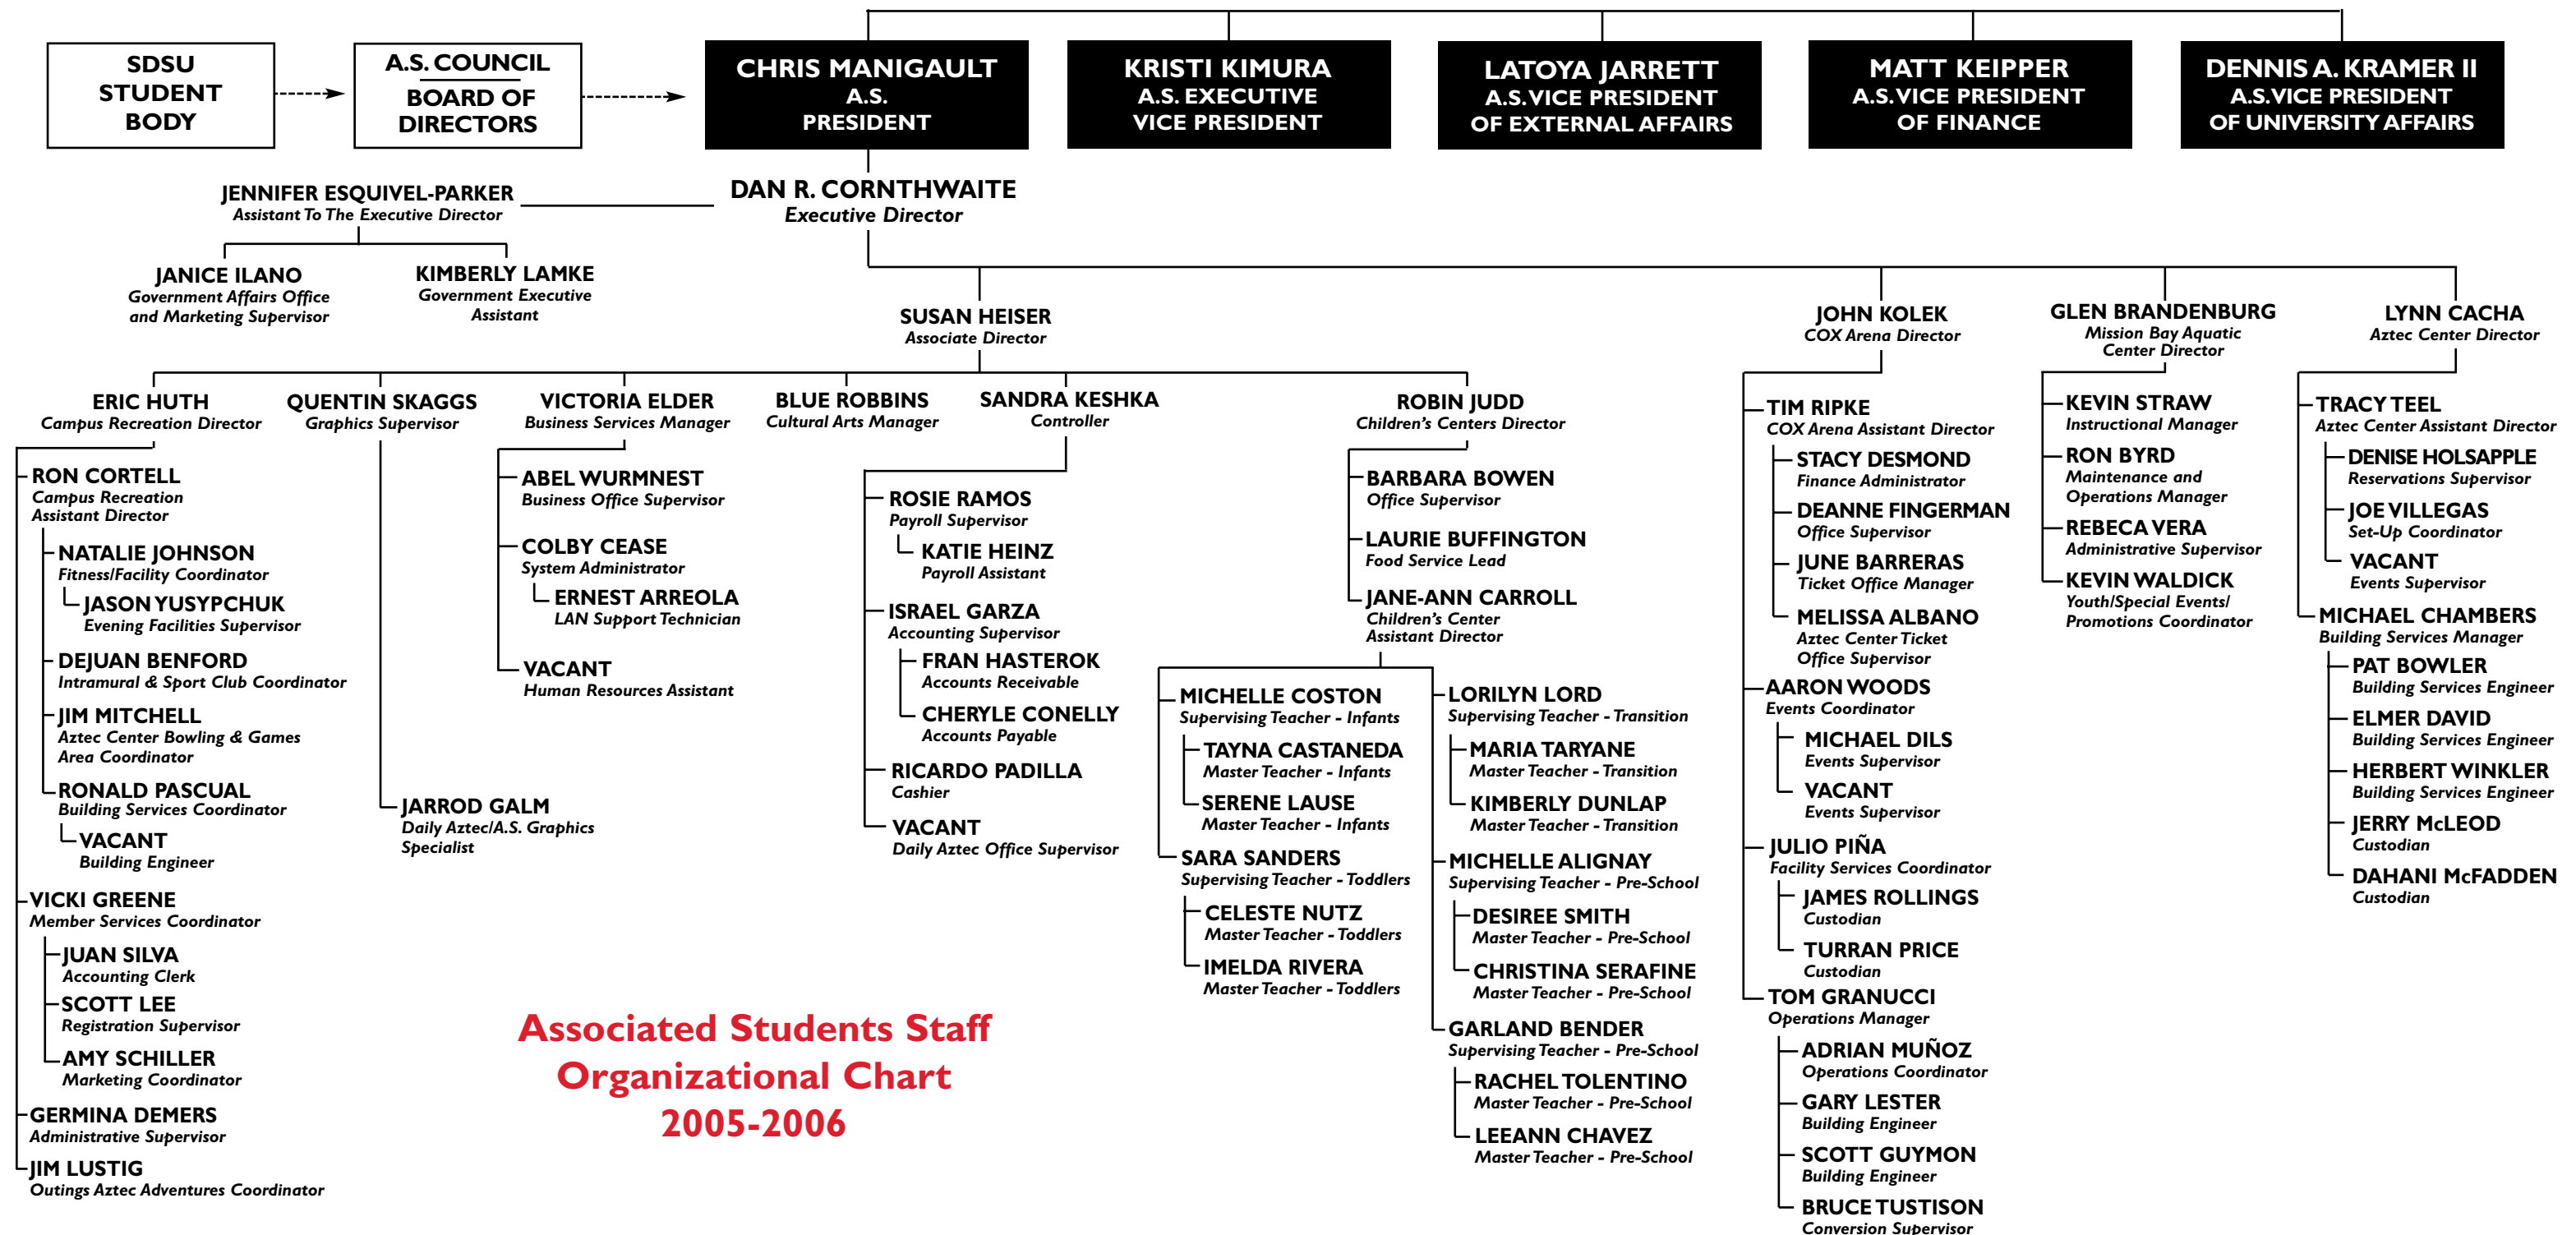 SDSU
STUDENT
BODY
A.S. COUNCIL
BOARD OF
DIRECTORS
CHRIS MANIGAULT
A.S.
PRESIDENT
KRISTI KIMURA
A.S. EXECUTIVE
VICE PRESIDENT
LATOYA JARRETT
A.S. VICE PRESIDENT
OF EXTERNAL AFFAIRS
MATT KEIPPER
A.S. VICE PRESIDENT
OF FINANCE
DENNIS A. KRAMER II
A.S. VICE PRESIDENT
OF UNIVERSITY AFFAIRS
JENNIFER ESQUIVEL-PARKER
Assistant To The Executive Director
DAN R. CORNTHWAITE
Executive Director
JANICE ILANO
Government Affairs Office
and Marketing Supervisor
KIMBERLY LAMKE
Government Executive
Assistant
SUSAN HEISER
Associate Director
JOHN KOLEK
COX Arena Director
GLEN BRANDENBURG
Mission Bay Aquatic
Center Director
LYNN CACHA
Aztec Center Director
ERIC HUTH
Campus Recreation Director
RON CORTELL
Campus Recreation
Assistant Director
NATALIE JOHNSON
Fitness/Facility Coordinator
JASON YUSYPCHUK
Evening Facilities Supervisor
DEJUAN BENFORD
Intramural & Sport Club Coordinator
JIM MITCHELL
Aztec Center Bowling & Games
Area Coordinator
RONALD PASCUAL
Building Services Coordinator
VACANT
Building Engineer
VICKI GREENE
Member Services Coordinator
JUAN SILVA
Accounting Clerk
SCOTT LEE
Registration Supervisor
AMY SCHILLER
Marketing Coordinator
GERMINA DEMERS
Administrative Supervisor
JIM LUSTIG
Outings Aztec Adventures Coordinator
QUENTIN SKAGGS
Graphics Supervisor
JARROD GALM
Daily Aztec/A.S. Graphics
Specialist
VICTORIA ELDER
Business Services Manager
ABEL WURMNEST
Business Office Supervisor
COLBY CEASE
System Administrator
ERNEST ARREOLA
LAN Support Technician
VACANT
Human Resources Assistant
BLUE ROBBINS
Cultural Arts Manager
SANDRA KESHKA
Controller
ROSIE RAMOS
Payroll Supervisor
KATIE HEINZ
Payroll Assistant
ISRAEL GARZA
Accounting Supervisor
FRAN HASTEROK
Accounts Receivable
CHERYLE CONELLY
Accounts Payable
RICARDO PADILLA
Cashier
VACANT
Daily Aztec Office Supervisor
ROBIN JUDD
Children's Centers Director
BARBARA BOWEN
Office Supervisor
LAURIE BUFFINGTON
Food Service Lead
JANE-ANN CARROLL
Children's Center
Assistant Director
MICHELLE COSTON
Supervising Teacher - Infants
TAYNA CASTANEDA
Master Teacher - Infants
SERENE LAUSE
Master Teacher - Infants
SARA SANDERS
Supervising Teacher - Toddlers
CELESTE NUTZ
Master Teacher - Toddlers
IMELDA RIVERA
Master Teacher - Toddlers
LORILYN LORD
Supervising Teacher - Transition
MARIA TARYANE
Master Teacher - Transition
KIMBERLY DUNLAP
Master Teacher - Transition
MICHELLE ALIGNAY
Supervising Teacher - Pre-School
DESIREE SMITH
Master Teacher - Pre-School
CHRISTINA SERAFINE
Master Teacher - Pre-School
GARLAND BENDER
Supervising Teacher - Pre-School
RACHEL TOLENTINO
Master Teacher - Pre-School
LEEANN CHAVEZ
Master Teacher - Pre-School
TIM RIPKE
COX Arena Assistant Director
STACY DESMOND
Finance Administrator
DEANNE FINGERMAN
Office Supervisor
JUNE BARRERAS
Ticket Office Manager
MELISSA ALBANO
Aztec Center Ticket
Office Supervisor
AARON WOODS
Events Coordinator
MICHAEL DILS
Events Supervisor
VACANT
Events Supervisor
JULIO PIÑA
Facility Services Coordinator
JAMES ROLLINGS
Custodian
TURRAN PRICE
Custodian
TOM GRANUCCI
Operations Manager
ADRIAN MUÑOZ
Operations Coordinator
GARY LESTER
Building Engineer
SCOTT GUYMON
Building Engineer
BRUCE TUSTISON
Conversion Supervisor
KEVIN STRAW
Instructional Manager
RON BYRD
Maintenance and
Operations Manager
REBECA VERA
Administrative Supervisor
KEVIN WALDICK
Youth/Special Events/
Promotions Coordinator
TRACY TEEL
Aztec Center Assistant Director
DENISE HOLSAPPLE
Reservations Supervisor
JOE VILLEGAS
Set-Up Coordinator
VACANT
Events Supervisor
MICHAEL CHAMBERS
Building Services Manager
PAT BOWLER
Building Services Engineer
ELMER DAVID
Building Services Engineer
HERBERT WINKLER
Building Services Engineer
JERRY McLEOD
Custodian
DAHANI McFADDEN
Custodian
Associated Students Staff
Organizational Chart
2005-2006